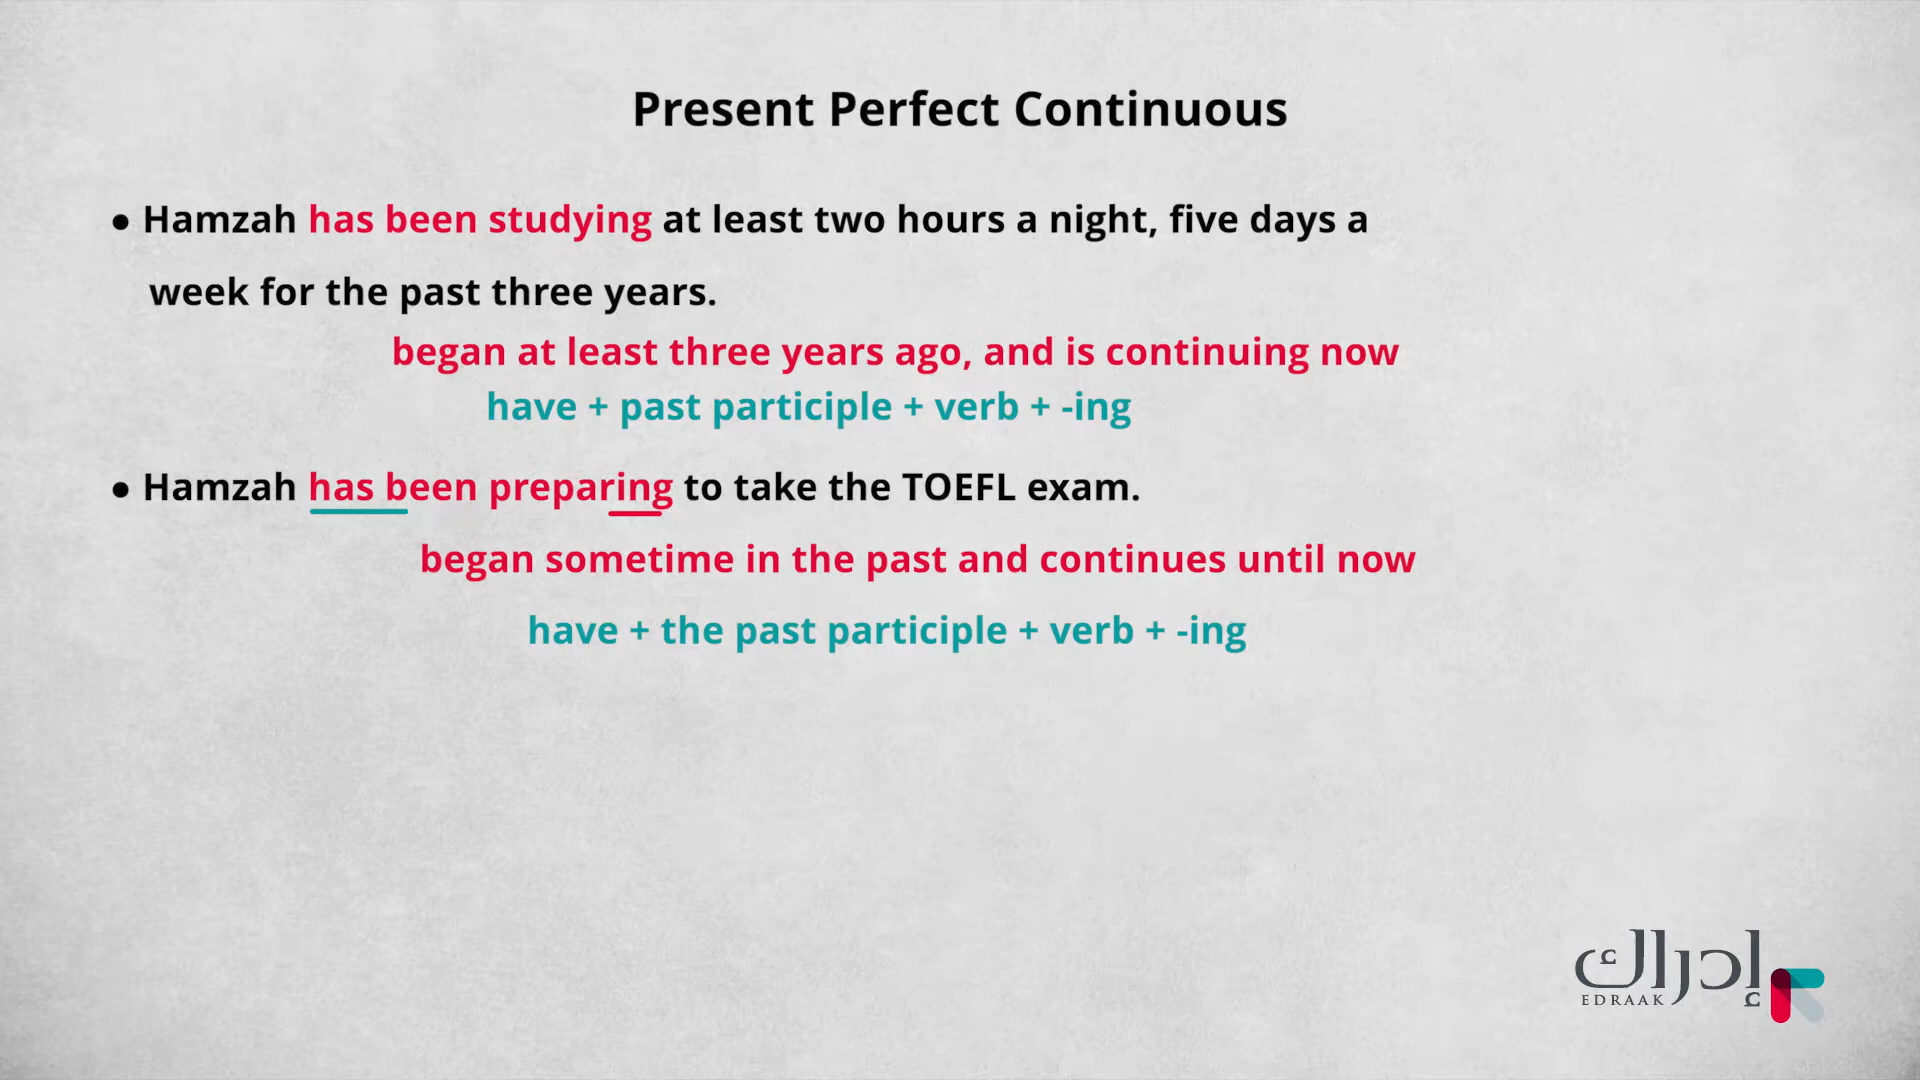 Present Perfect Continuous
● Hamzah has been studying at least two hours a night, five days a
week for the past three years.
began at least three years ago, and is continuing now
have + past participle + verb + -ing
● Hamzah has been preparing to take the TOEFL exam.
began sometime in the past and continues until now
have + the past participle + verb + -ing
إدراك
EDRAAK